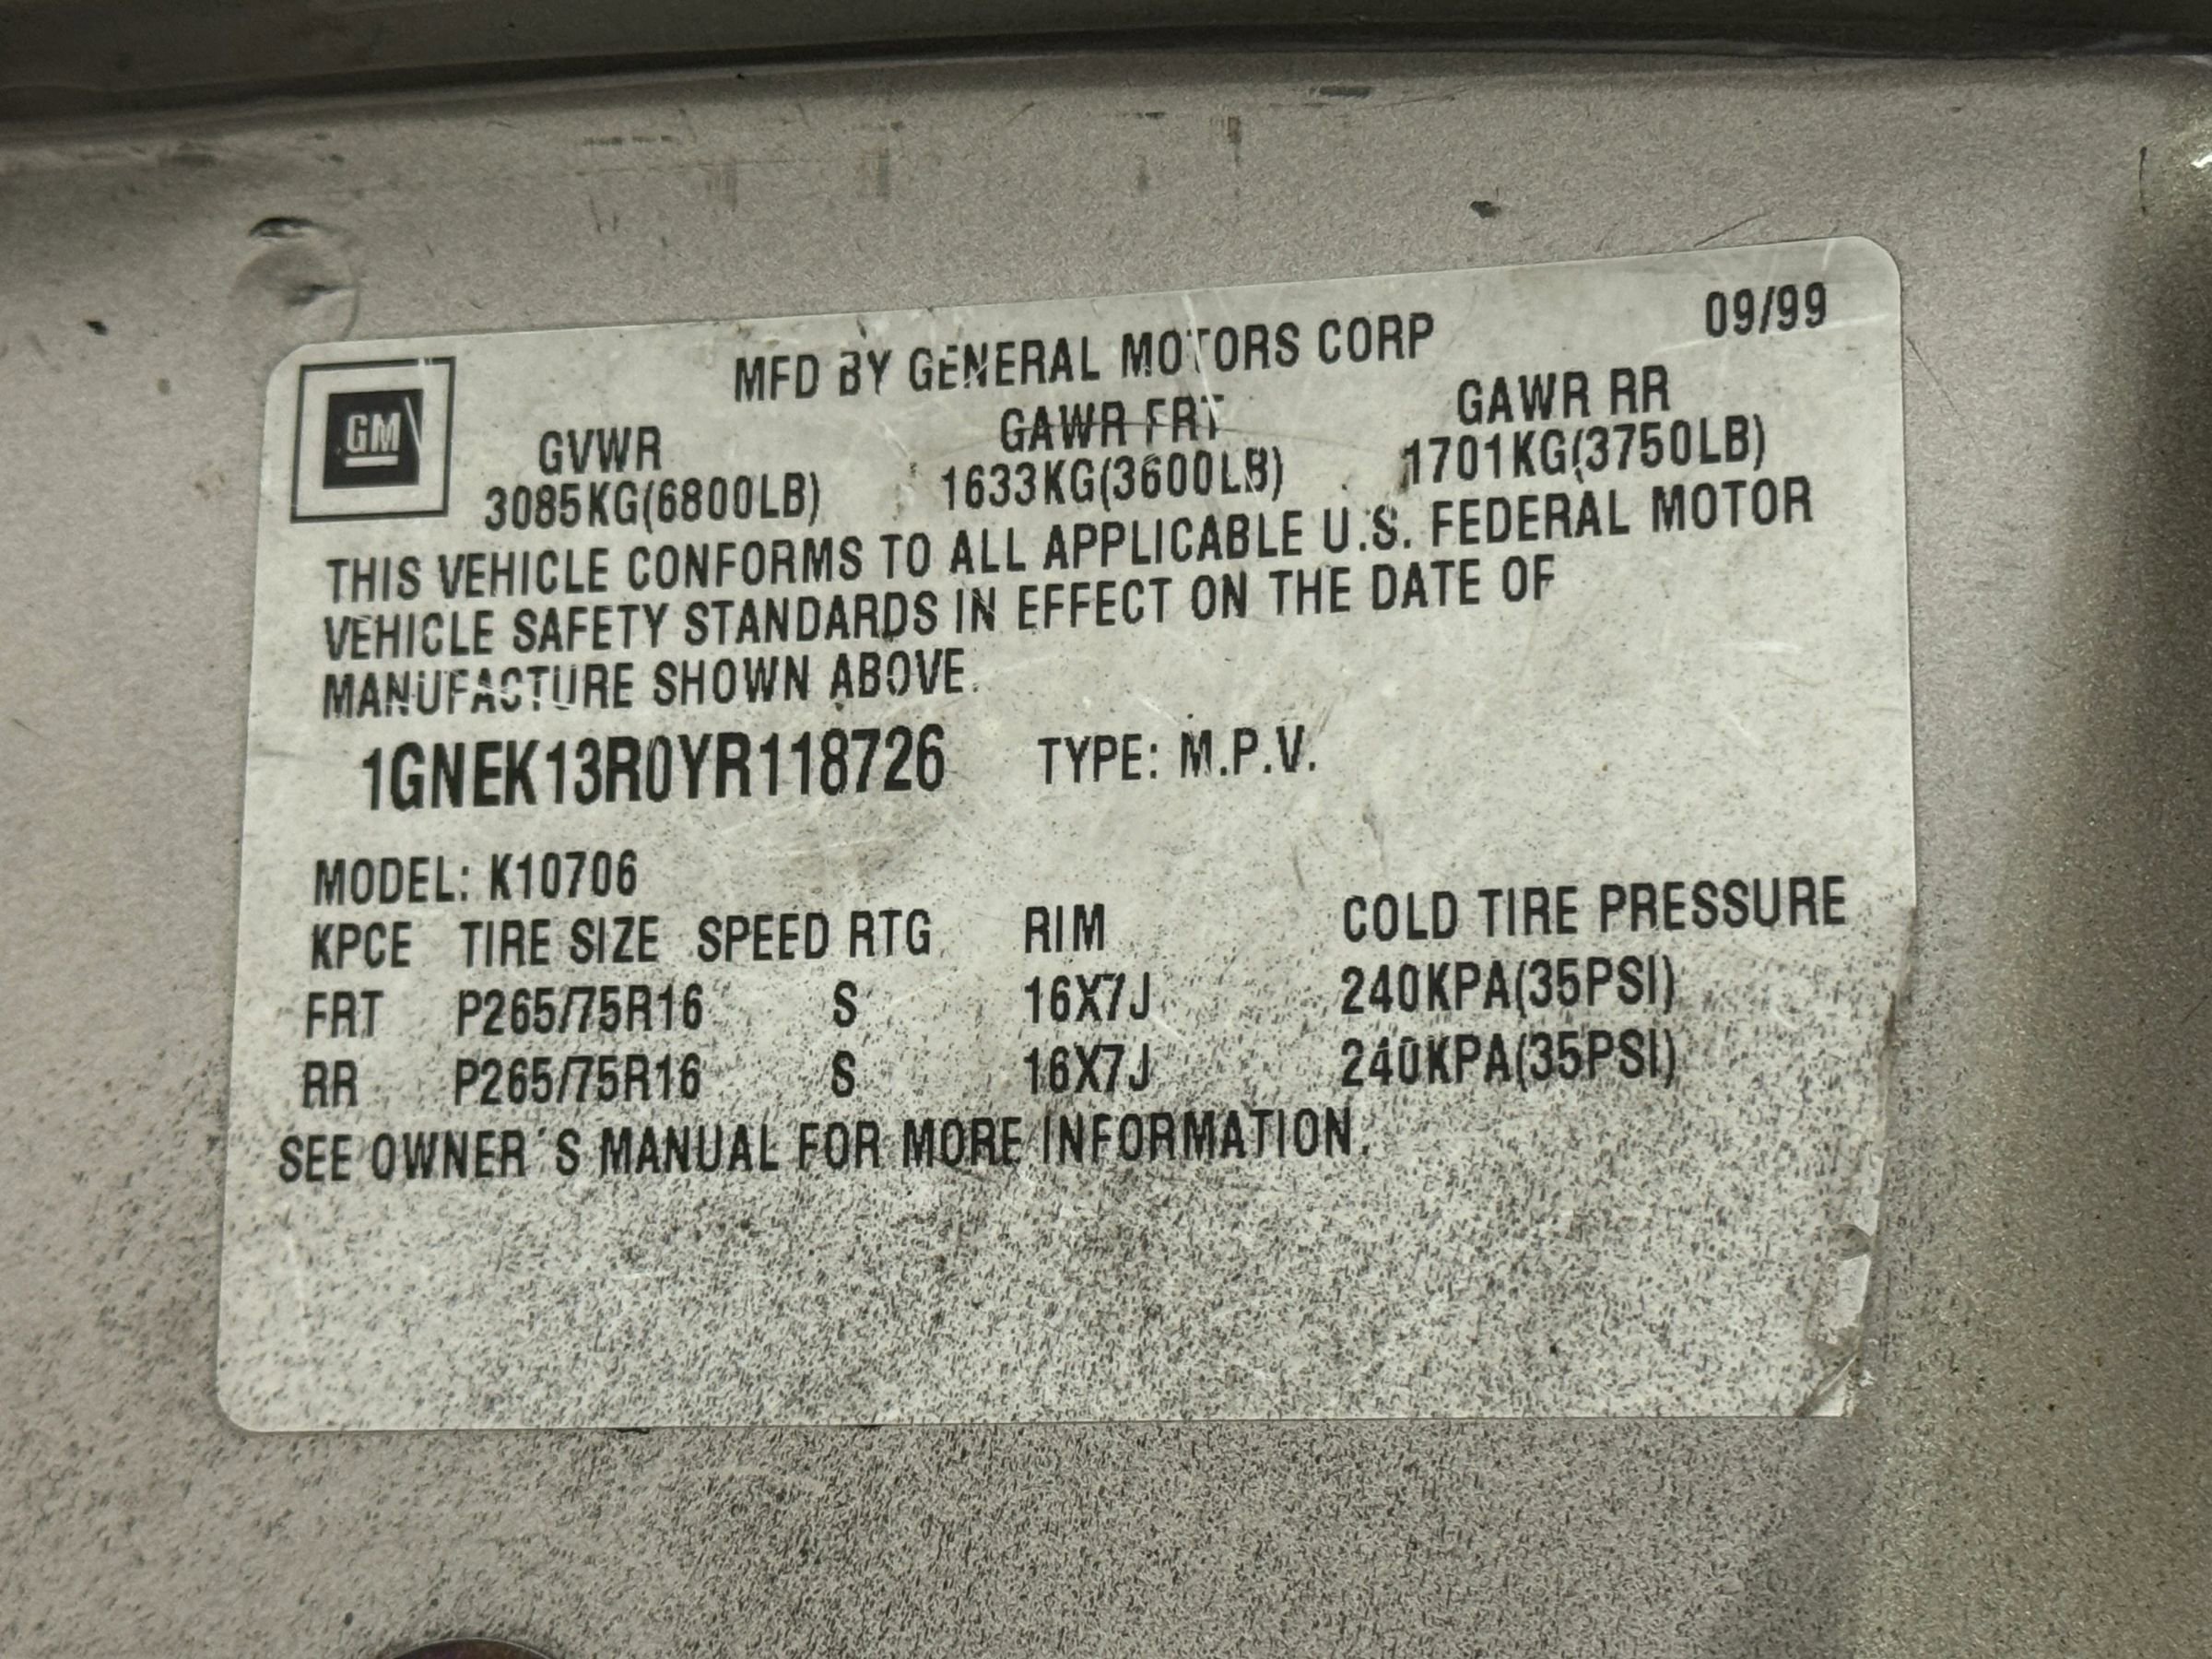 09/99
MFD BY GENERAL MOTORS CORP
GM
GVWR GAWR FRT GAWR RR
3085KG(6800LB) 1633KG(3600LB) 1701KG(3750LB)
THIS VEHICLE CONFORMS TO ALL APPLICABLE U.S. FEDERAL MOTOR
VEHICLE SAFETY STANDARDS IN EFFECT ON THE DATE OF
MANUFACTURE SHOWN ABOVE.
1GNEK13R0YR118726 TYPE: M.P.V.
MODEL: K10706
KPCE TIRE SIZE SPEED RTG RIM COLD TIRE PRESSURE
FRT P265/75R16 S 16X7J 240KPA(35PSI)
RR P265/75R16 S 16X7J 240KPA(35PSI)
SEE OWNER´S MANUAL FOR MORE INFORMATION.